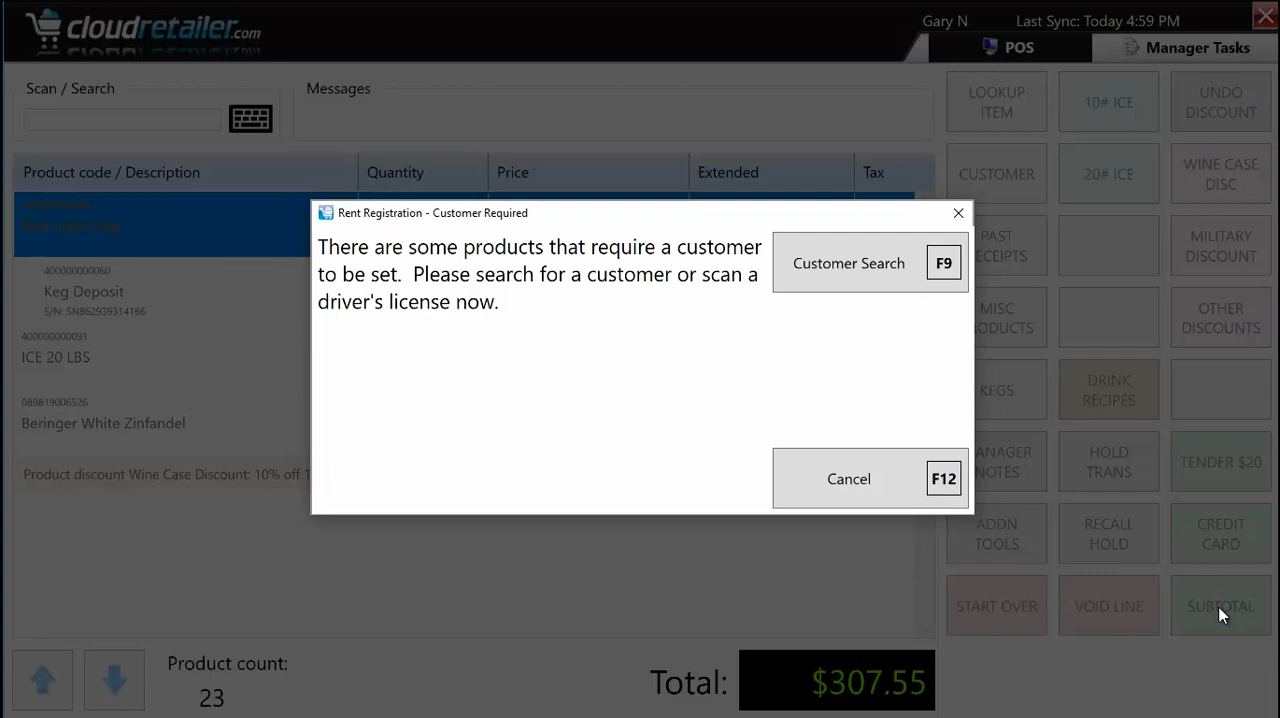 cloudretailer.com
Gary N
Last Sync: Today 4:59 PM
POS
Manager Tasks
Scan / Search
Messages
Product code / Description
Quantity
Price
Extended
Tax
400000000060
Keg Deposit
S/N: SN862939314166
400000000091
ICE 20 LBS
089819006526
Beringer White Zinfandel
Product discount Wine Case Discount: 10% off
Rent Registration - Customer Required
There are some products that require a customer
to be set. Please search for a customer or scan a
driver's license now.
Customer Search
F9
Cancel
F12
LOOKUP
ITEM
10# ICE
UNDO
DISCOUNT
CUSTOMER
20# ICE
WINE CASE
DISC
PAST
ECEIPTS
MILITARY
DISCOUNT
MISC
ODUCTS
OTHER
DISCOUNTS
KEGS
DRINK
RECIPES
ANAGER
NOTES
HOLD
TRANS
TENDER $20
ADDN
TOOLS
RECALL
HOLD
CREDIT
CARD
START OVER
VOID LINE
SUBTOTAL
Product count:
23
Total:
$307.55